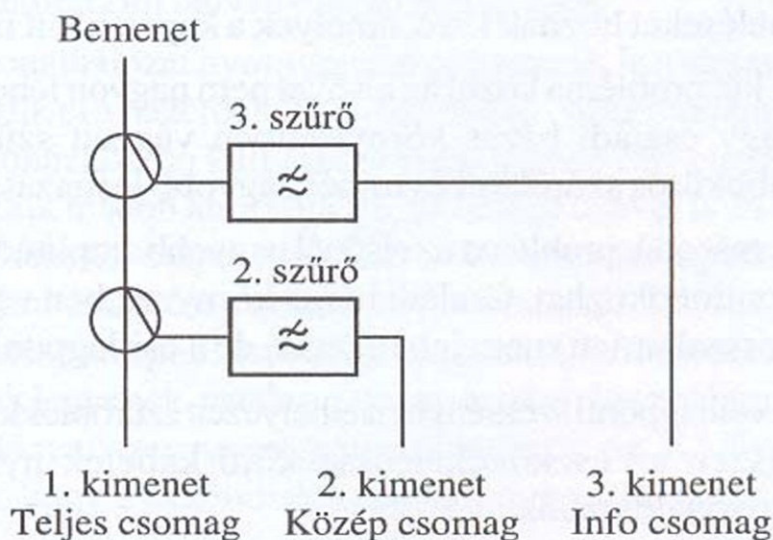 Bemenet
3. szűrő
2. szűrő
1. kimenet 2. kimenet 3. kimenet
Teljes csomag Közép csomag Info csomag